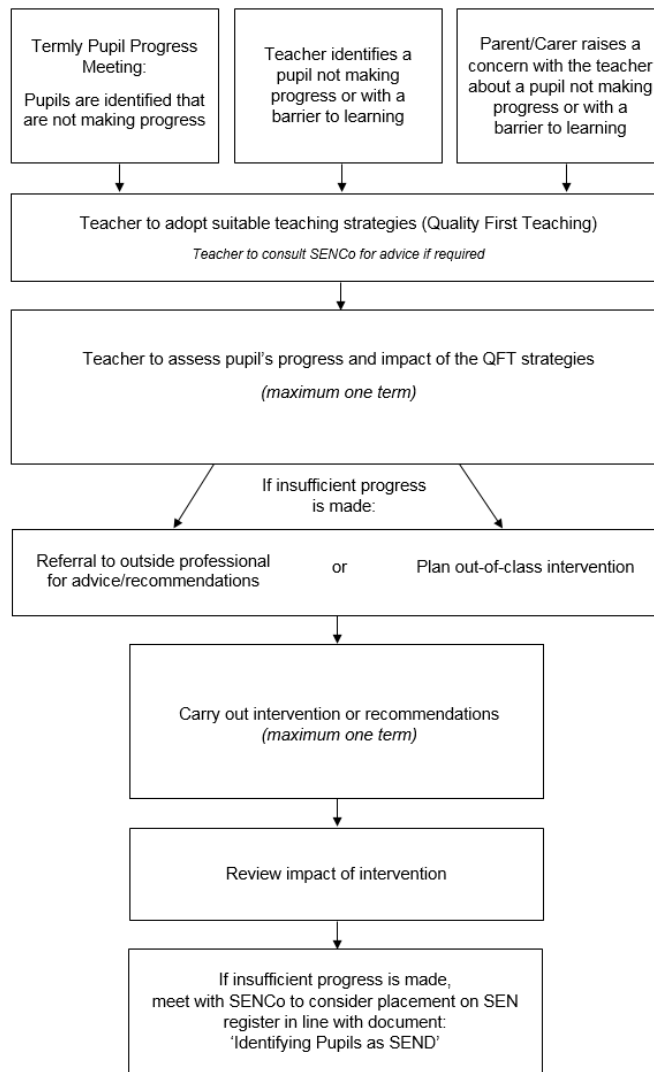 Termly Pupil Progress
Meeting:
Pupils are identified that
are not making progress
Teacher identifies a
pupil not making
progress or with a
barrier to learning
Parent/Carer raises a
concern with the teacher
about a pupil not making
progress or with a
barrier to learning
Teacher to adopt suitable teaching strategies (Quality First Teaching)
Teacher to consult SENCo for advice if required
Teacher to assess pupil’s progress and impact of the QFT strategies
(maximum one term)
If insufficient progress
is made:
Referral to outside professional
for advice/recommendations
or
Plan out-of-class intervention
Carry out intervention or recommendations
(maximum one term)
Review impact of intervention
If insufficient progress is made,
meet with SENCo to consider placement on SEN
register in line with document:
‘Identifying Pupils as SEND’